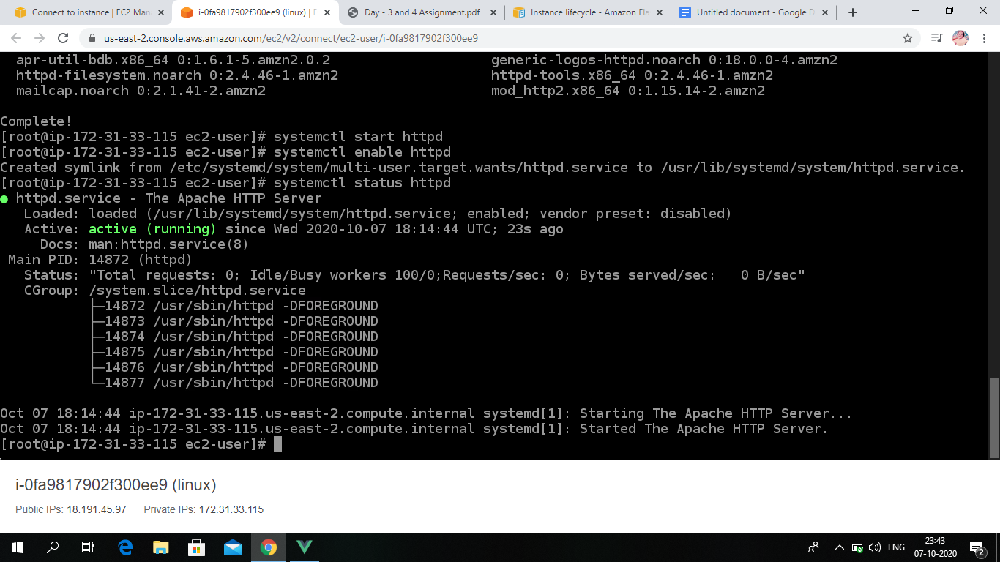 Connect to instance | EC2 Man
i-0fa9817902f300ee9 (linux) | E
Day - 3 and 4 Assignment.pdf
Instance lifecycle - Amazon Ela
Untitled document - Google D
us-east-2.console.aws.amazon.com/ec2/v2/connect/ec2-user/i-0fa9817902f300ee9
apr-util-bdb.x86_64 0:1.6.1-5.amzn2.0.2 generic-logos-httpd.noarch 0:18.0.0-4.amzn2
httpd-filesystem.noarch 0:2.4.46-1.amzn2 httpd-tools.x86_64 0:2.4.46-1.amzn2
mailcap.noarch 0:2.1.41-2.amzn2 mod_http2.x86_64 0:1.15.14-2.amzn2
Complete!
[root@ip-172-31-33-115 ec2-user]# systemctl start httpd
[root@ip-172-31-33-115 ec2-user]# systemctl enable httpd
Created symlink from /etc/systemd/system/multi-user.target.wants/httpd.service to /usr/lib/systemd/system/httpd.service.
[root@ip-172-31-33-115 ec2-user]# systemctl status httpd
● httpd.service - The Apache HTTP Server
Loaded: loaded (/usr/lib/systemd/system/httpd.service; enabled; vendor preset: disabled)
Active: active (running) since Wed 2020-10-07 18:14:44 UTC; 23s ago
Docs: man:httpd.service(8)
Main PID: 14872 (httpd)
Status: "Total requests: 0; Idle/Busy workers 100/0;Requests/sec: 0; Bytes served/sec:   0 B/sec"
CGroup: /system.slice/httpd.service
├─14872 /usr/sbin/httpd -DFOREGROUND
├─14873 /usr/sbin/httpd -DFOREGROUND
├─14874 /usr/sbin/httpd -DFOREGROUND
├─14875 /usr/sbin/httpd -DFOREGROUND
├─14876 /usr/sbin/httpd -DFOREGROUND
└─14877 /usr/sbin/httpd -DFOREGROUND
Oct 07 18:14:44 ip-172-31-33-115.us-east-2.compute.internal systemd[1]: Starting The Apache HTTP Server...
Oct 07 18:14:44 ip-172-31-33-115.us-east-2.compute.internal systemd[1]: Started The Apache HTTP Server.
[root@ip-172-31-33-115 ec2-user]#
i-0fa9817902f300ee9 (linux)
Public IPs: 18.191.45.97 Private IPs: 172.31.33.115
ENG
23:43
07-10-2020
2